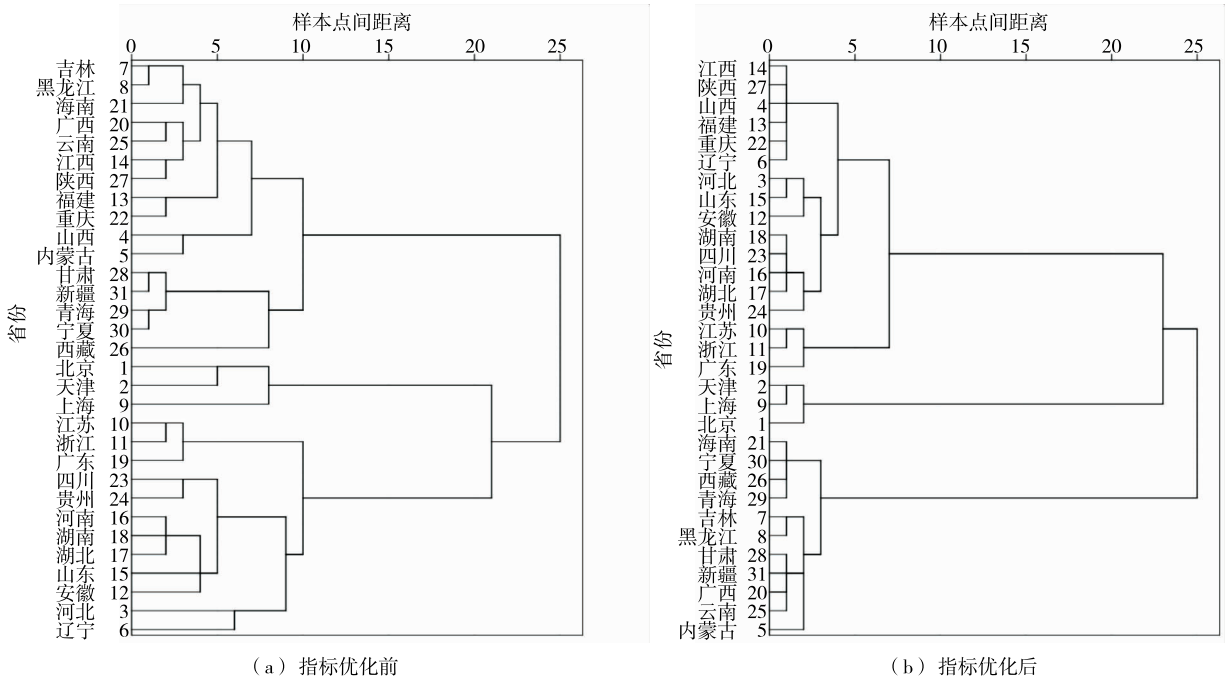 样本点间距离
0 5 10 15 20 25
吉林 7
黑龙江 8
海南 21
广西 20
云南 25
江西 14
陕西 27
福建 13
重庆 22
山西 4
内蒙古 5
甘肃 28
新疆 31
青海 29
宁夏 30
西藏 26
北京 1
天津 2
上海 9
江苏 10
浙江 11
广东 19
四川 23
贵州 24
河南 16
湖南 18
湖北 17
山东 15
安徽 12
河北 3
辽宁 6
省份
(a) 指标优化前
样本点间距离
0 5 10 15 20 25
江西 14
陕西 27
山西 4
福建 13
重庆 22
辽宁 6
河北 3
山东 15
安徽 12
湖南 18
四川 23
河南 16
湖北 17
贵州 24
江苏 10
浙江 11
广东 19
天津 2
上海 9
北京 1
海南 21
宁夏 30
西藏 26
青海 29
吉林 7
黑龙江 8
甘肃 28
新疆 31
广西 20
云南 25
内蒙古 5
省份
(b) 指标优化后